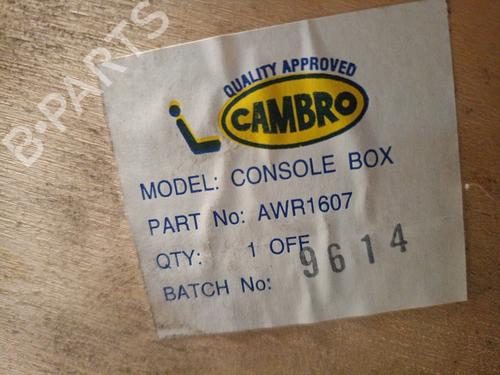 B-PARTS
QUALITY APPROVED
CAMBRO
MODEL: CONSOLE BOX
PART No: AWR1607
QTY: 1 OFF
BATCH No: 9614